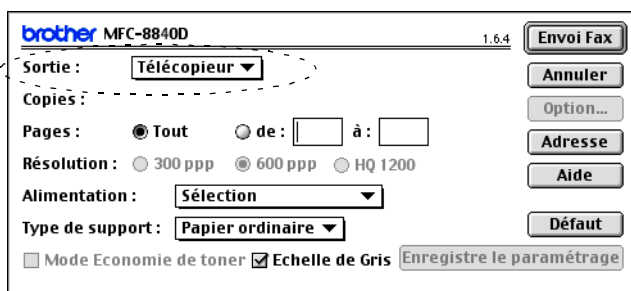 brother MFC-8840D 1.6.4 Envoi Fax
Sortie : Télécopieur Annuler
Copies : Option...
Pages : Tout de : à : Adresse
Résolution : 300 ppp 600 ppp HQ 1200 Aide
Alimentation : Sélection
Type de support : Papier ordinaire Défaut
Mode Economie de toner Echelle de Gris Enregistre le paramétrage